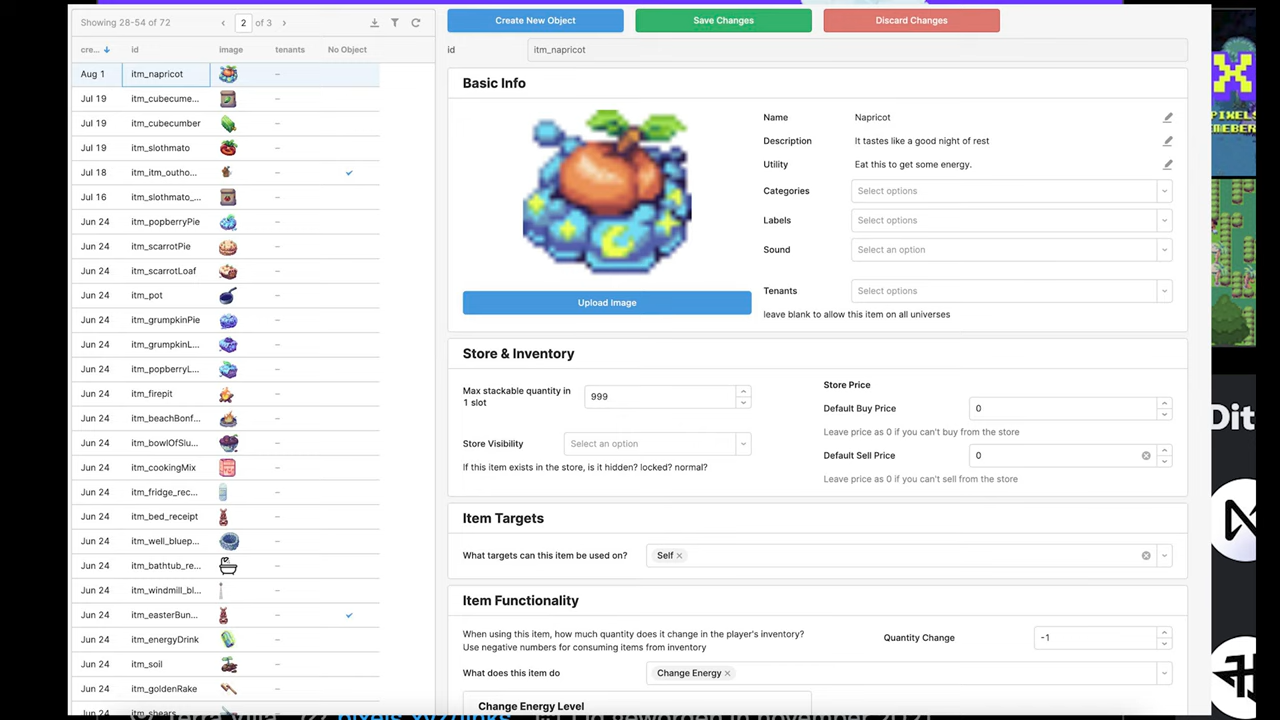 Showing 28-54 of 72
2 of 3
cre...
id
image
tenants
No Object
Aug 1 itm_napricot –
Jul 19 itm_cubecume... –
Jul 19 itm_cubecumber –
Jul 19 itm_slothmato –
Jul 18 itm_itm_outho... –
Jul 16 itm_slothmato_... –
Jun 24 itm_popberryPie –
Jun 24 itm_scarrotPie –
Jun 24 itm_scarrotLoaf –
Jun 24 itm_pot –
Jun 24 itm_grumpkinPie –
Jun 24 itm_grumpkinL... –
Jun 24 itm_popberryL... –
Jun 24 itm_firepit –
Jun 24 itm_beachBonf... –
Jun 24 itm_bowlOfSlu... –
Jun 24 itm_cookingMix –
Jun 24 itm_fridge_rec... –
Jun 24 itm_bed_receipt –
Jun 24 itm_well_bluep... –
Jun 24 itm_bathtub_re... –
Jun 24 itm_windmill_bl... –
Jun 24 itm_easterBun... –
Jun 24 itm_energyDrink –
Jun 24 itm_soil –
Jun 24 itm_goldenRake –
Jun 24 itm_shears –
Create New Object
Save Changes
Discard Changes
id
itm_napricot
Basic Info
Upload Image
Name Napricot
Description It tastes like a good night of rest
Utility Eat this to get some energy.
Categories Select options
Labels Select options
Sound Select an option
Tenants Select options
leave blank to allow this item on all universes
Store & Inventory
Max stackable quantity in
1 slot
999
Store Visibility Select an option
If this item exists in the store, is it hidden? locked? normal?
Store Price
Default Buy Price 0
Leave price as 0 if you can't buy from the store
Default Sell Price 0
Leave price as 0 if you can't sell from the store
Item Targets
What targets can this item be used on? Self ×
Item Functionality
When using this item, how much quantity does it change in the player's inventory?
Use negative numbers for consuming items from inventory
Quantity Change -1
What does this item do Change Energy ×
Change Energy Level
X
PIXELS
Dit